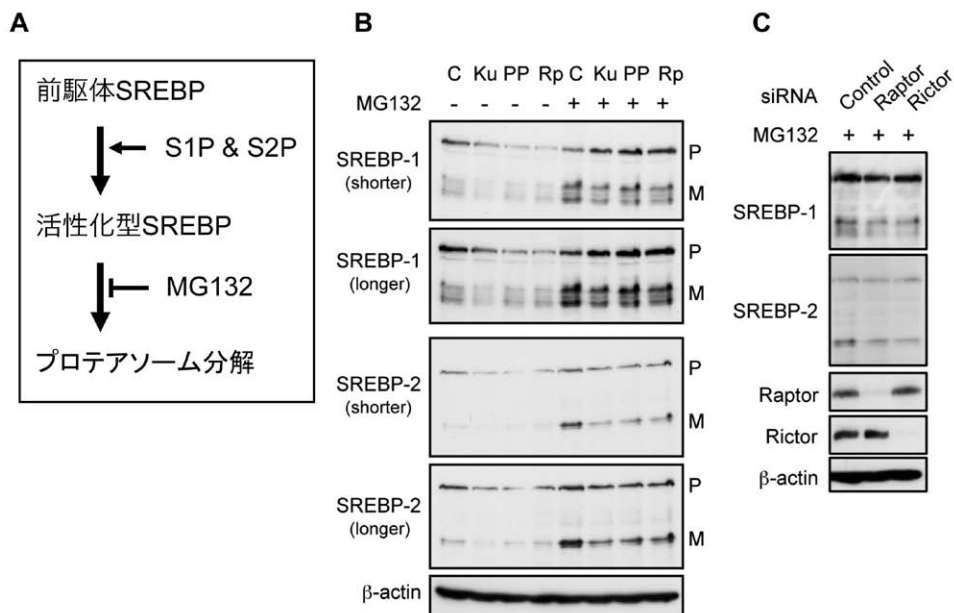 A
前駆体SREBP
S1P & S2P
活性化型SREBP
MG132
プロテアソーム分解
B
C Ku PP Rp C Ku PP Rp
MG132 - - - - + + + +
SREBP-1
(shorter)
P
M
SREBP-1
(longer)
P
M
SREBP-2
(shorter)
P
M
SREBP-2
(longer)
P
M
β-actin
C
siRNA Control Raptor Rictor
MG132 + + +
SREBP-1
SREBP-2
Raptor
Rictor
β-actin